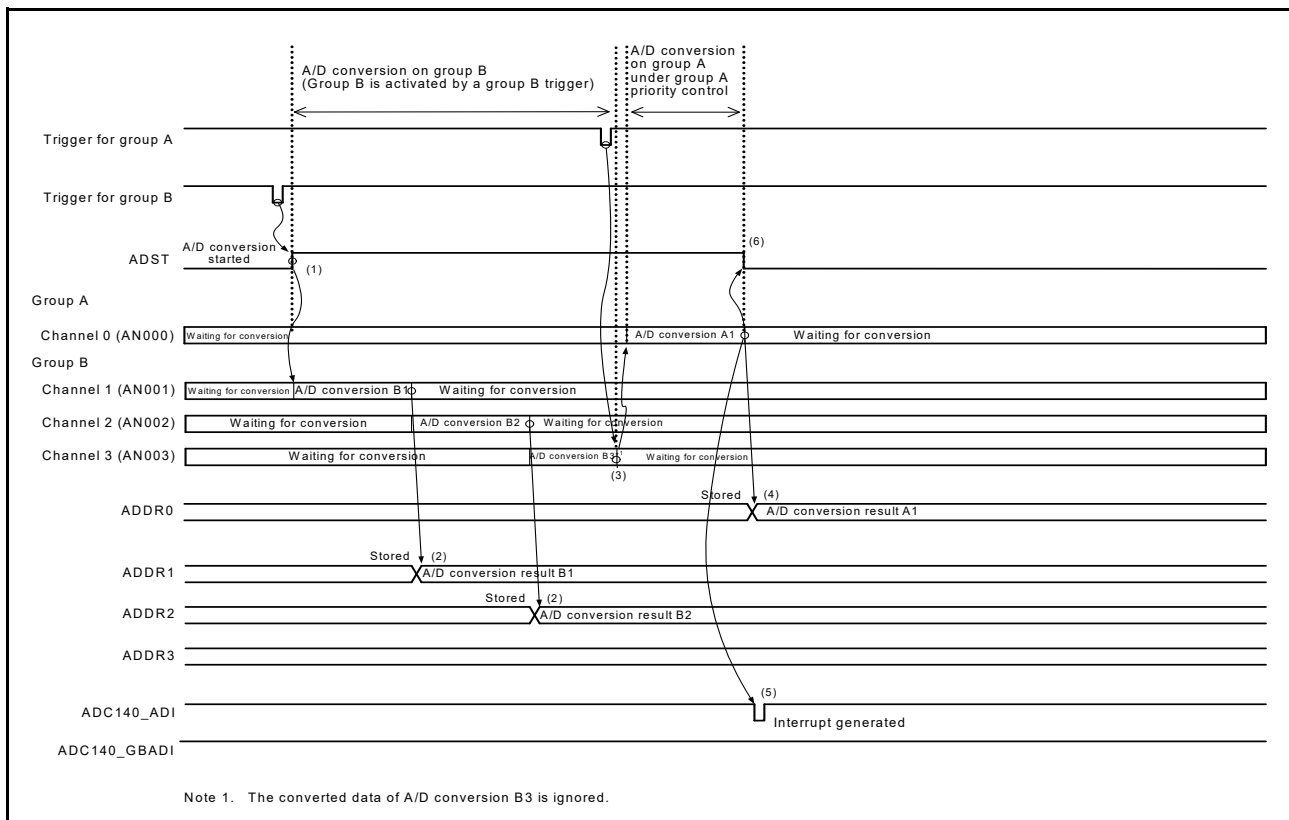 A/D conversion on group B
(Group B is activated by a group B trigger)
A/D conversion
on group A
under group A
priority control
Trigger for group A
Trigger for group B
ADST
A/D conversion
started
(1)
(6)
Group A
Channel 0 (AN000)
Waiting for conversion
A/D conversion A1
Waiting for conversion
Group B
Channel 1 (AN001)
Waiting for conversion
A/D conversion B1
Waiting for conversion
Channel 2 (AN002)
Waiting for conversion
A/D conversion B2
Waiting for conversion
Channel 3 (AN003)
Waiting for conversion
A/D conversion B3*1
Waiting for conversion
(3)
ADDR0
Stored
(4)
A/D conversion result A1
ADDR1
Stored
(2)
A/D conversion result B1
ADDR2
Stored
(2)
A/D conversion result B2
ADDR3
ADC140_ADI
(5)
Interrupt generated
ADC140_GBADI
Note 1. The converted data of A/D conversion B3 is ignored.